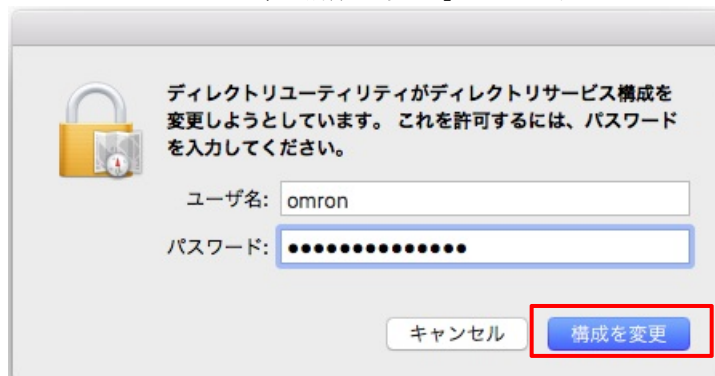 ディレクトリユーティリティがディレクトリサービス構成を
変更しようとしています。 これを許可するには、パスワード
を入力してください。
ユーザ名: omron
パスワード: ●●●●●●●●●●●●●●
キャンセル 構成を変更